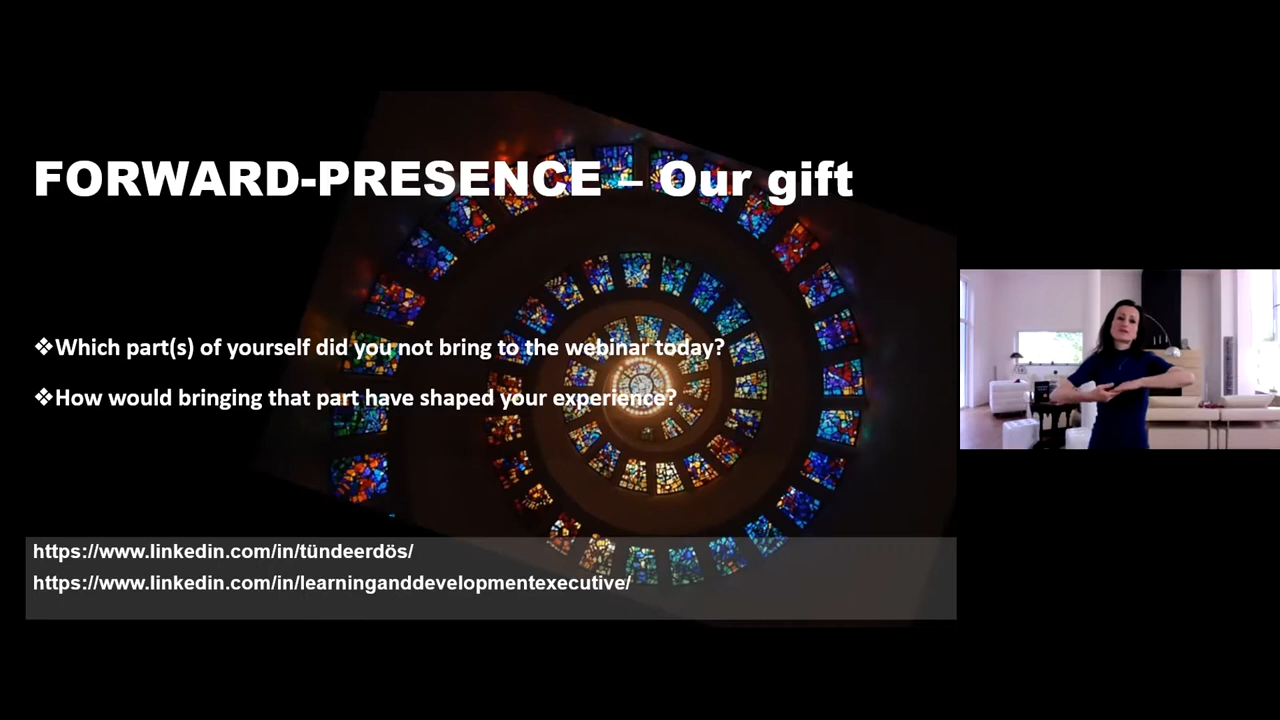 FORWARD-PRESENCE – Our gift
❖Which part(s) of yourself did you not bring to the webinar today?
❖How would bringing that part have shaped your experience?
https://www.linkedin.com/in/tündeerdös/
https://www.linkedin.com/in/learninganddevelopmentexecutive/